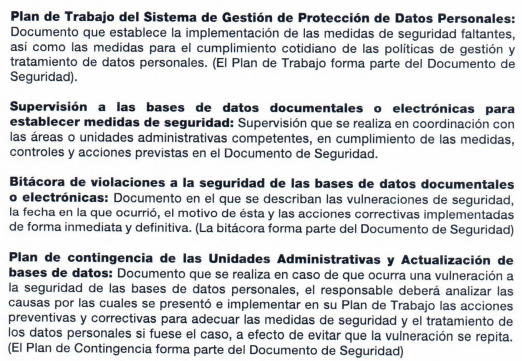 Plan de Trabajo del Sistema de Gestión de Protección de Datos Personales:
Documento que establece la implementación de las medidas de seguridad faltantes,
así como las medidas para el cumplimiento cotidiano de las políticas de gestión y
tratamiento de datos personales. (El Plan de Trabajo forma parte del Documento de
Seguridad).
Supervisión a las bases de datos documentales o electrónicas para
establecer medidas de seguridad: Supervisión que se realiza en coordinación con
las áreas o unidades administrativas competentes, en cumplimiento de las medidas,
controles y acciones previstas en el Documento de Seguridad.
Bitácora de violaciones a la seguridad de las bases de datos documentales
o electrónicas: Documento en el que se describan las vulneraciones de seguridad,
la fecha en la que ocurrió, el motivo de ésta y las acciones correctivas implementadas
de forma inmediata y definitiva. (La bitácora forma parte del Documento de Seguridad)
Plan de contingencia de las Unidades Administrativas y Actualización de
bases de datos: Documento que se realiza en caso de que ocurra una vulneración a
la seguridad de las bases de datos personales, el responsable deberá analizar las
causas por las cuales se presentó e implementar en su Plan de Trabajo las acciones
preventivas y correctivas para adecuar las medidas de seguridad y el tratamiento de
los datos personales si fuese el caso, a efecto de evitar que la vulneración se repita.
(El Plan de Contingencia forma parte del Documento de Seguridad)